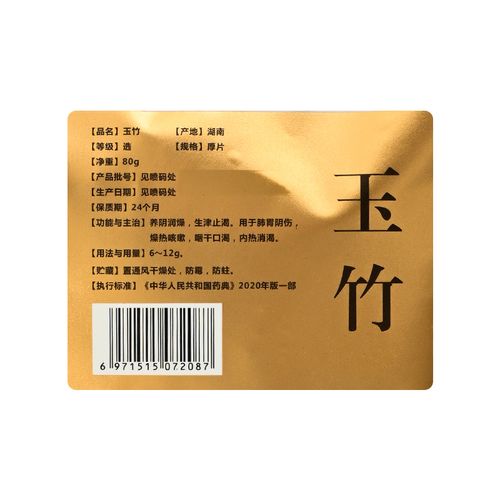 【品名】玉竹 【产地】湖南
【等级】选 【规格】厚片
【净重】80g
【产品批号】见喷码处
【生产日期】见喷码处
【保质期】24个月
【功能与主治】养阴润燥，生津止渴。用于肺胃阴伤，
燥热咳嗽，咽干口渴，内热消渴。
【用法与用量】6～12g。
【贮藏】置通风干燥处，防霉，防蛀。
【执行标准】《中华人民共和国药典》2020年版一部
6 971515 072087
玉竹